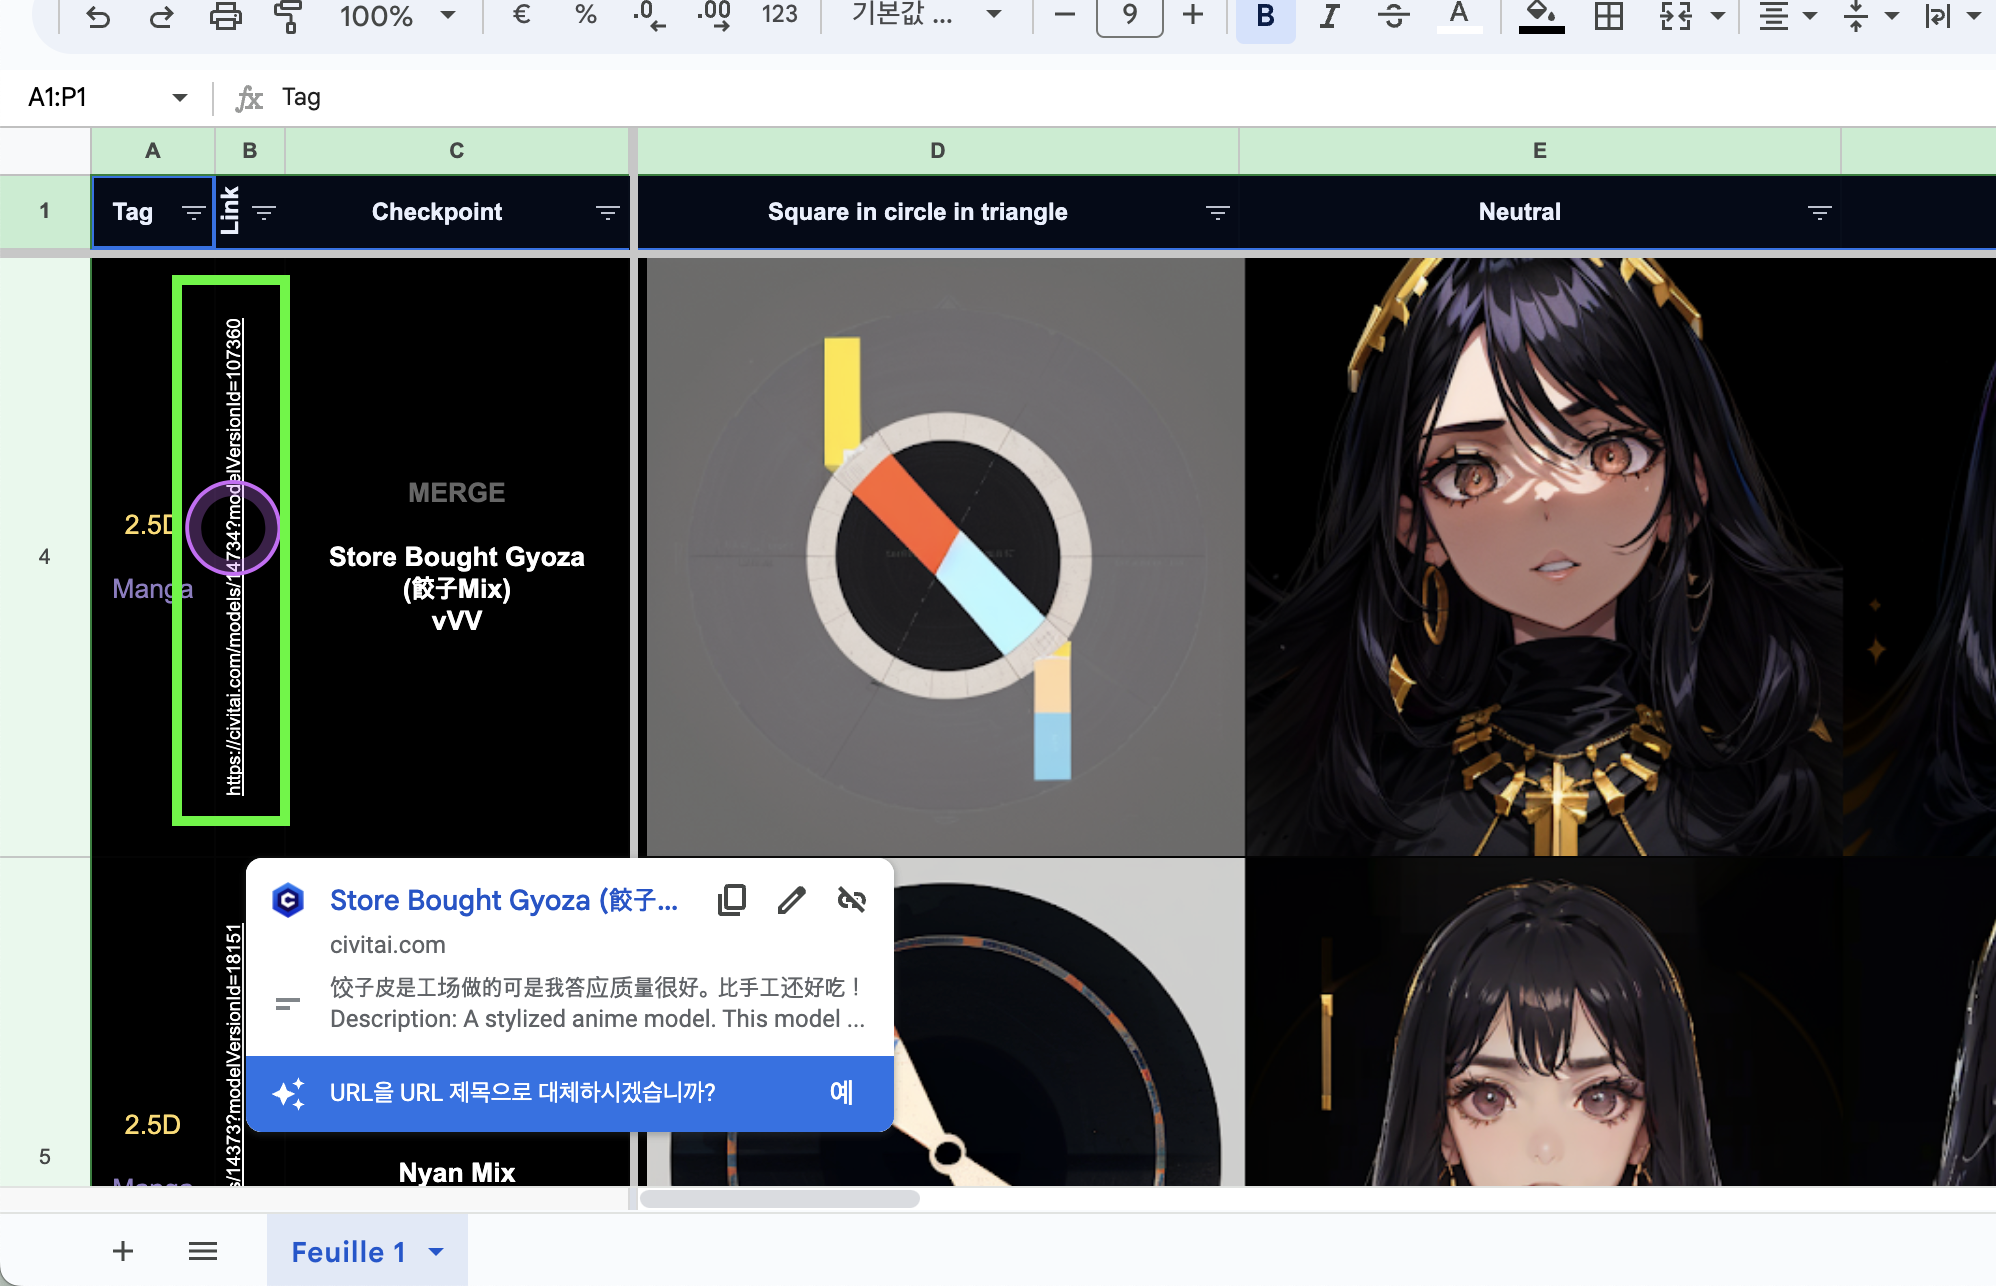 100%
€
%
.0
.00
123
기본값 ...
9
B
I
A
A1:P1
fx
Tag
A
B
C
D
E
1
Tag
Link
Checkpoint
Square in circle in triangle
Neutral
4
2.5D
Manga
https://civitai.com/models/14734?modelVersionId=107360
MERGE
Store Bought Gyoza
(餃子Mix)
vVV
Store Bought Gyoza (餃子...
civitai.com
饺子皮是工场做的可是我答应质量很好。比手工还好吃！
Description: A stylized anime model. This model ...
URL을 URL 제목으로 대체하시겠습니까?
예
5
2.5D
Manga
s/14373?modelVersionId=18151
Nyan Mix
Feuille 1